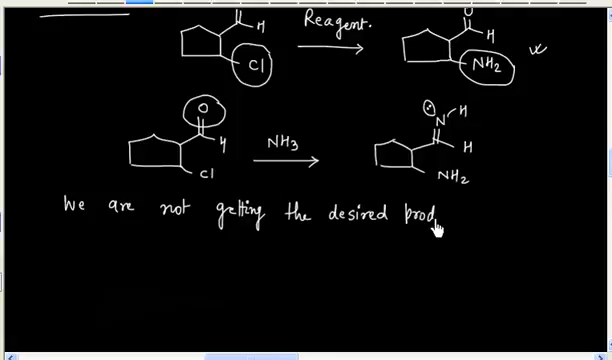 O
H
Reagent.
H
Cl
NH2
O
H
Cl
NH3
N
H
H
NH2
We are not getting the desired prod